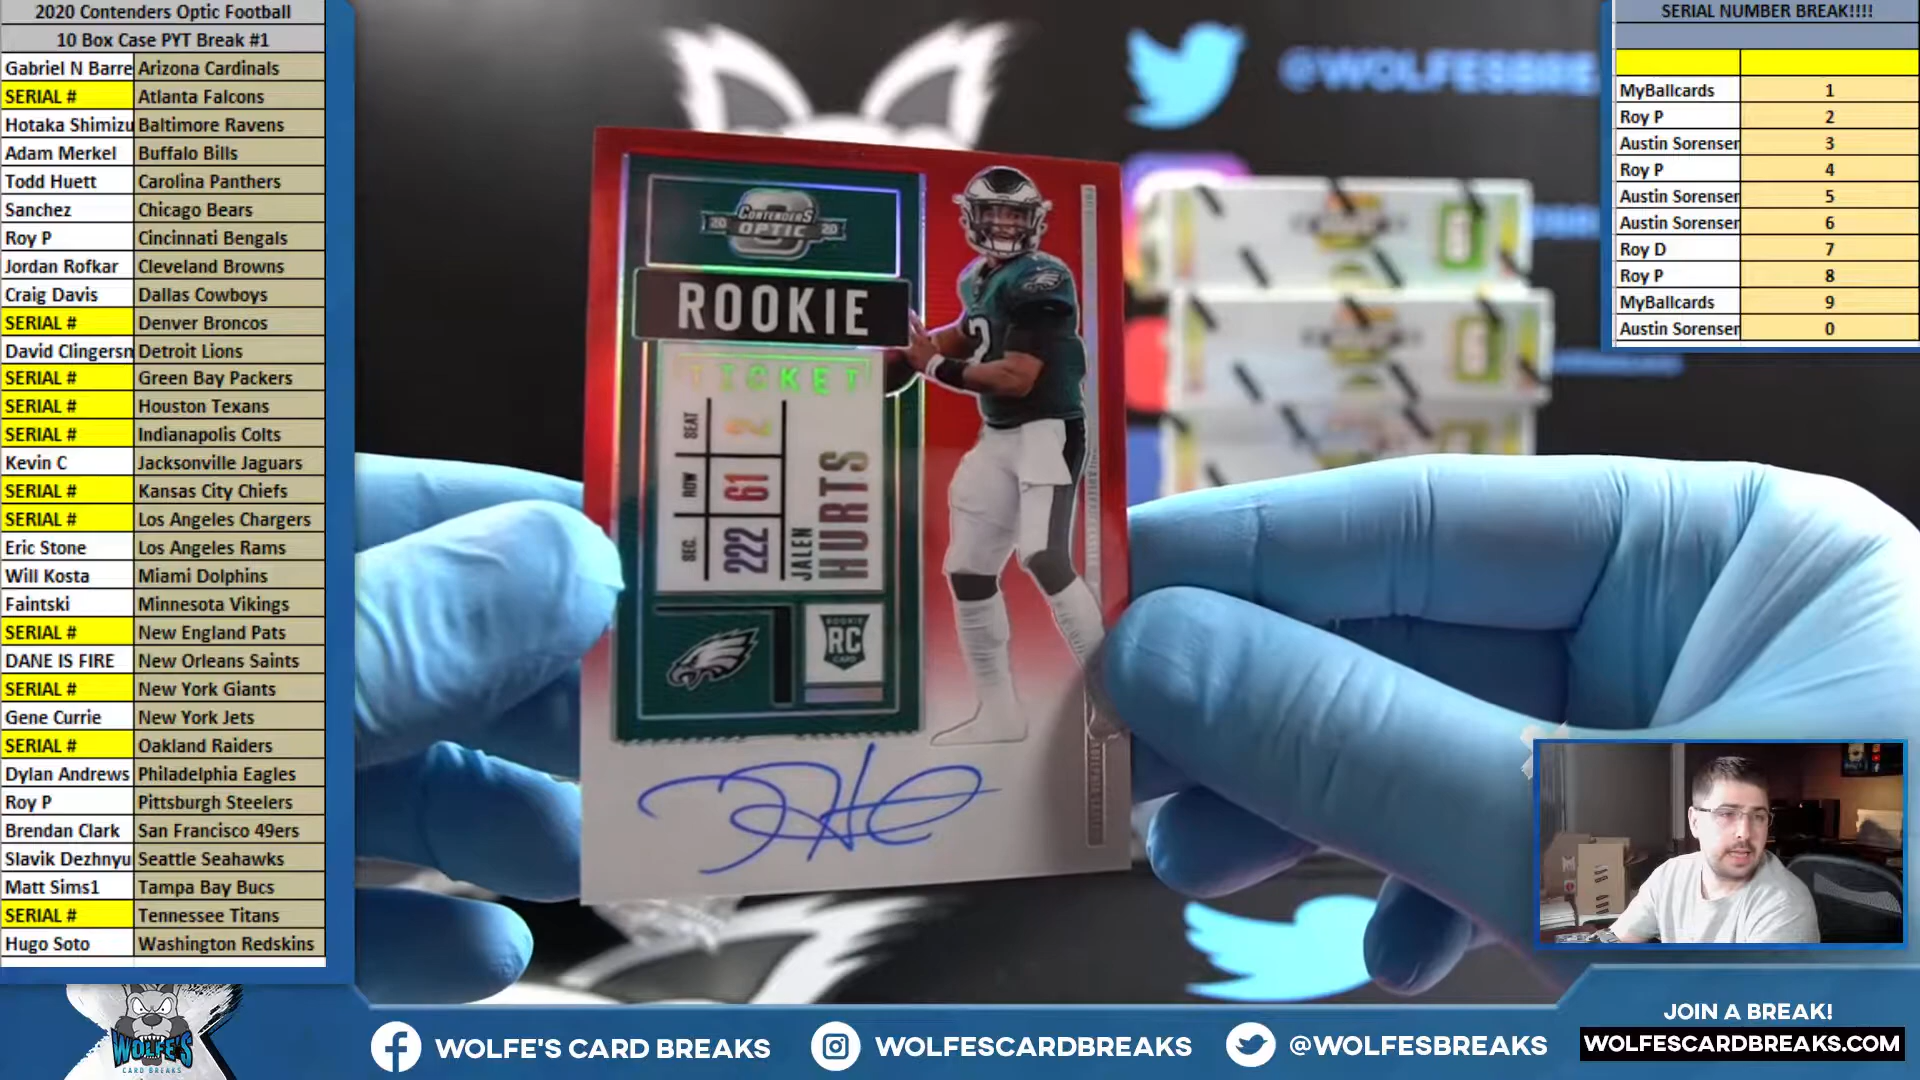 2020 Contenders Optic Football
10 Box Case PYT Break #1
Gabriel N Barre Arizona Cardinals
SERIAL # Atlanta Falcons
Hotaka Shimizu Baltimore Ravens
Adam Merkel Buffalo Bills
Todd Huett Carolina Panthers
Sanchez Chicago Bears
Roy P Cincinnati Bengals
Jordan Rofkar Cleveland Browns
Craig Davis Dallas Cowboys
SERIAL # Denver Broncos
David Clingersn Detroit Lions
SERIAL # Green Bay Packers
SERIAL # Houston Texans
SERIAL # Indianapolis Colts
Kevin C Jacksonville Jaguars
SERIAL # Kansas City Chiefs
SERIAL # Los Angeles Chargers
Eric Stone Los Angeles Rams
Will Kosta Miami Dolphins
Faintski Minnesota Vikings
SERIAL # New England Pats
DANE IS FIRE New Orleans Saints
SERIAL # New York Giants
Gene Currie New York Jets
SERIAL # Oakland Raiders
Dylan Andrews Philadelphia Eagles
Roy P Pittsburgh Steelers
Brendan Clark San Francisco 49ers
Slavik Dezhnyu Seattle Seahawks
Matt Sims1 Tampa Bay Bucs
SERIAL # Tennessee Titans
Hugo Soto Washington Redskins
@WOLFESBRE
20 CONTENDERS 20
OPTIC
ROOKIE
TICKET
SEAT 2
ROW 61
SEC. 222
JALEN
HURTS
2
ROOKIE
RC
CARD
SERIAL NUMBER BREAK!!!!
MyBallcards 1
Roy P 2
Austin Sorenser 3
Roy P 4
Austin Sorenser 5
Austin Sorenser 6
Roy D 7
Roy P 8
MyBallcards 9
Austin Sorenser 0
WOLFE'S
CARD BREAKS
WOLFE'S CARD BREAKS
WOLFESCARDBREAKS
@WOLFESBREAKS
JOIN A BREAK!
WOLFESCARDBREAKS.COM